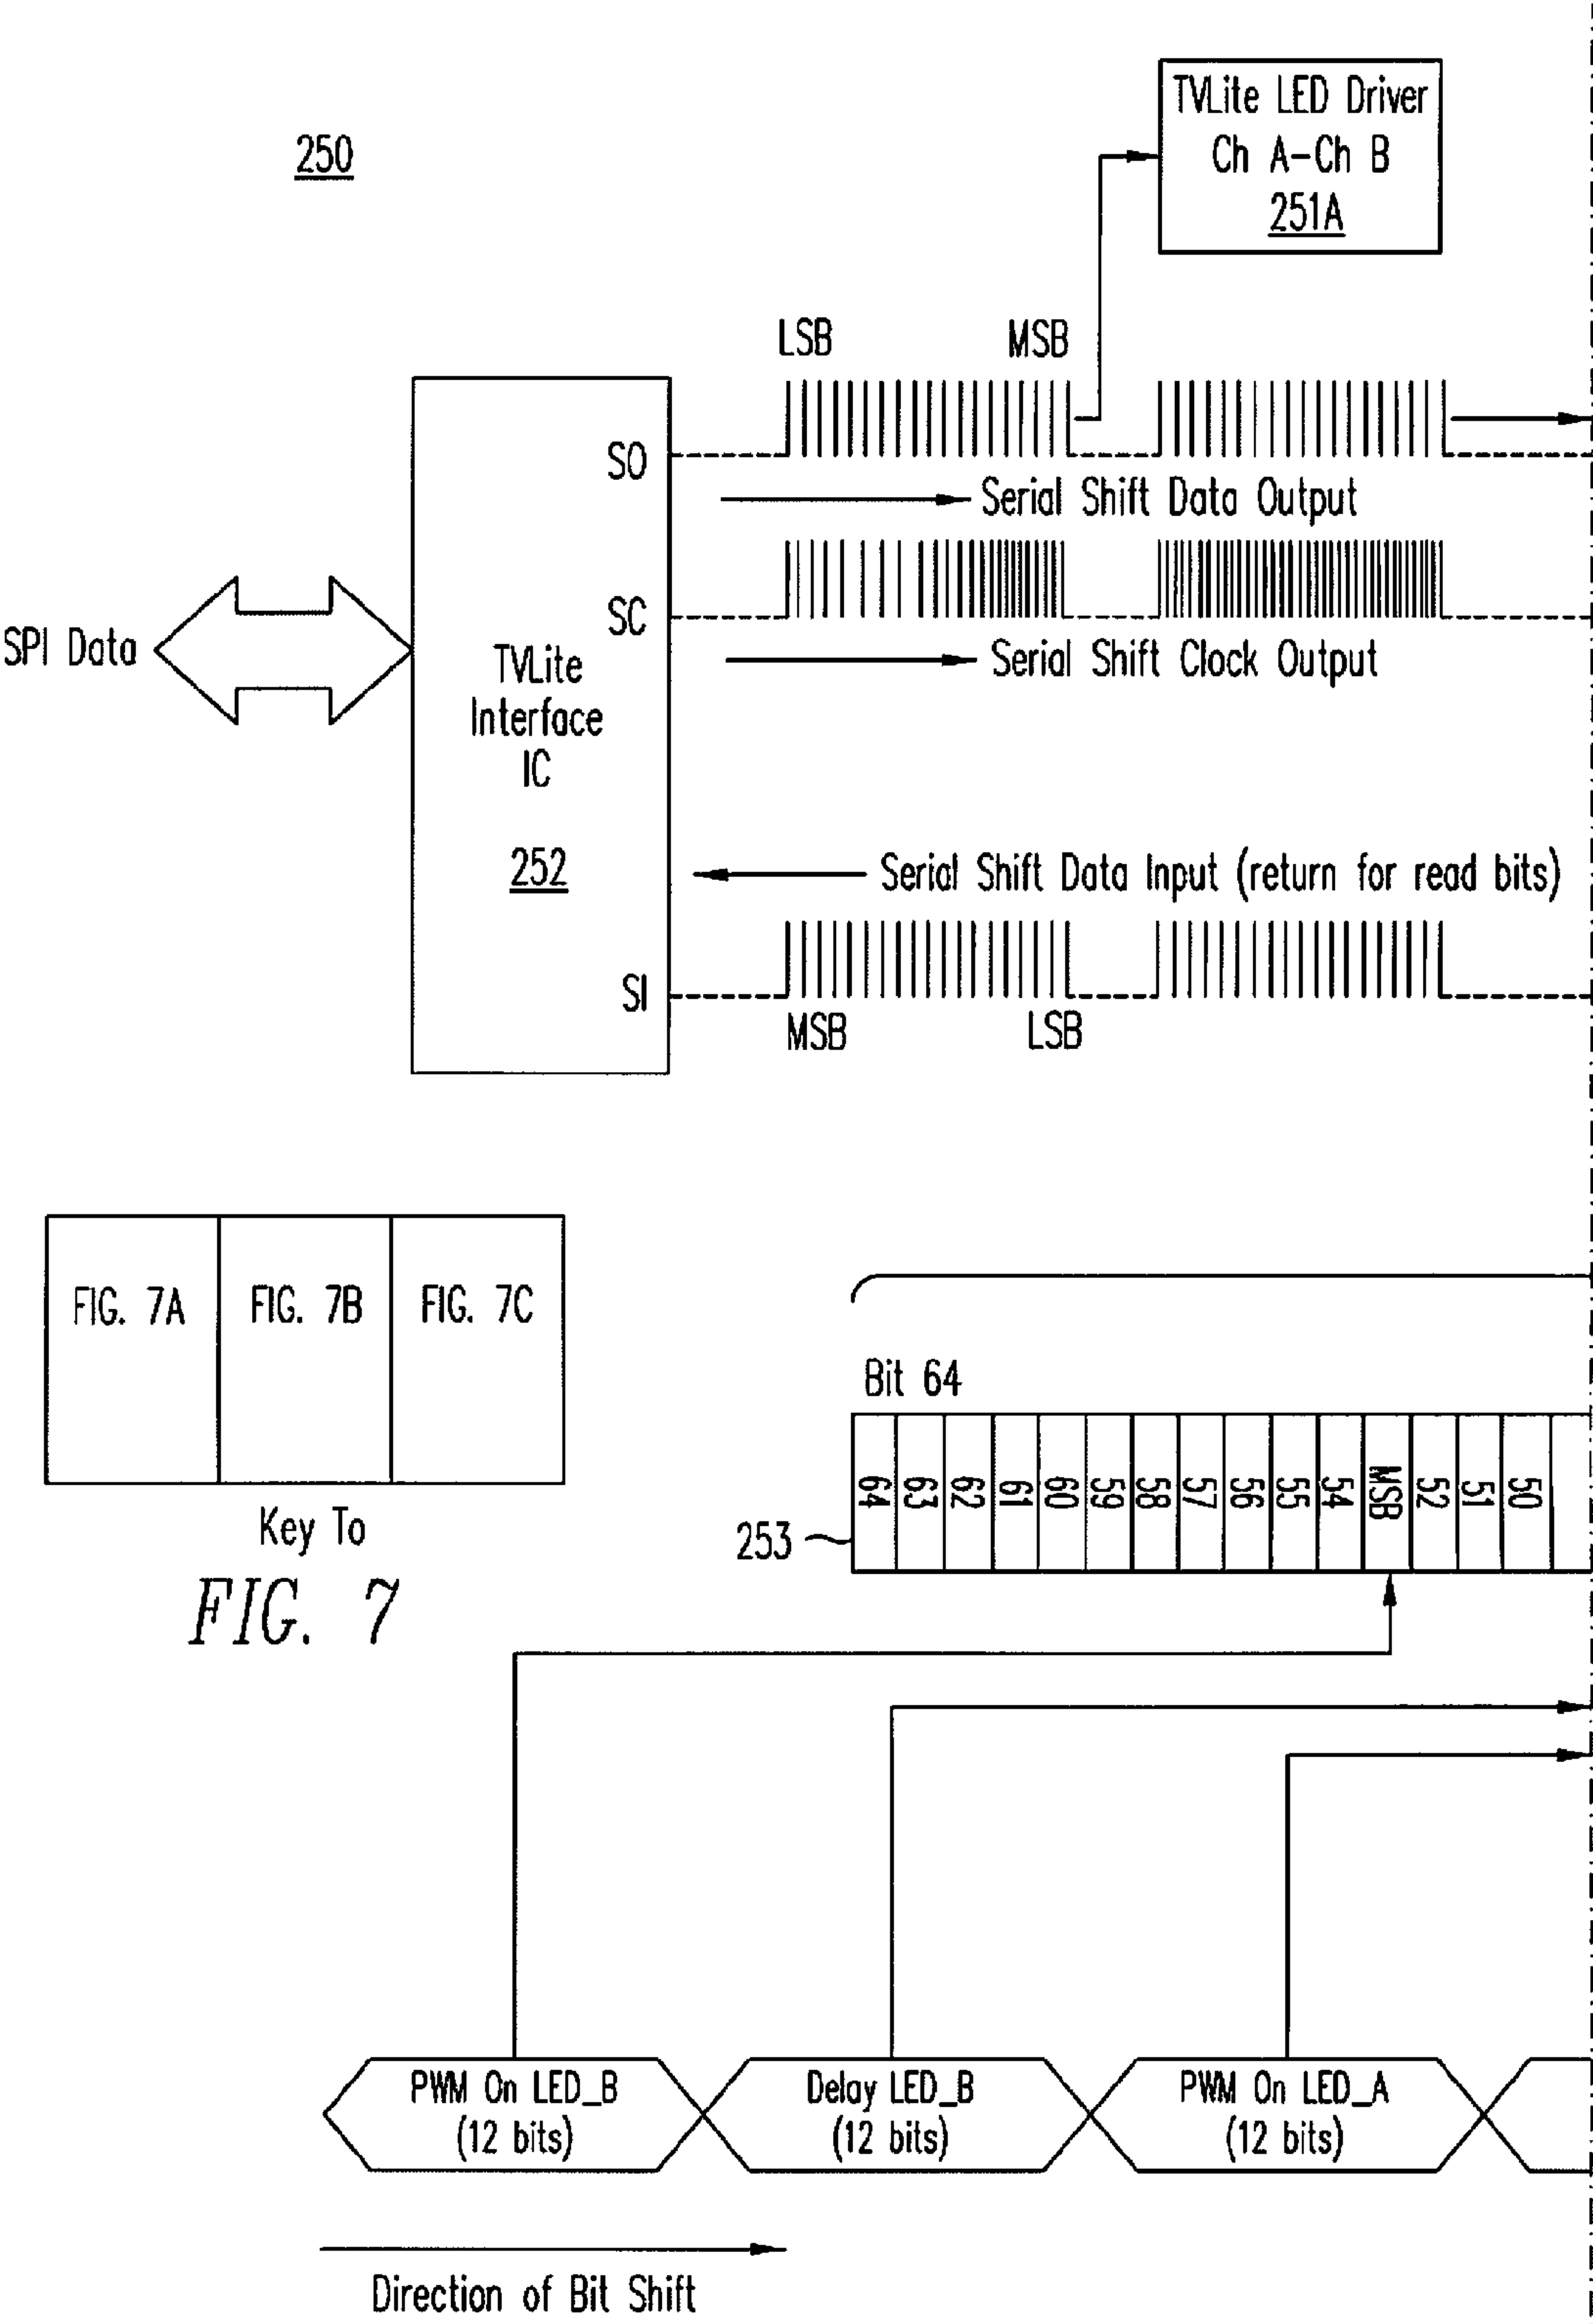 250
TVLite LED Driver
Ch A-Ch B
251A
LSB
MSB
SO
Serial Shift Data Output
SC
Serial Shift Clock Output
SPI Data
TVLite
Interface
IC
252
Serial Shift Data Input (return for read bits)
SI
MSB
LSB
FIG. 7A
FIG. 7B
FIG. 7C
Key To
FIG. 7
Bit 64
64
63
62
61
60
59
58
57
56
55
54
MSB
52
51
50
253
PWM On LED_B
(12 bits)
Delay LED_B
(12 bits)
PWM On LED_A
(12 bits)
Direction of Bit Shift